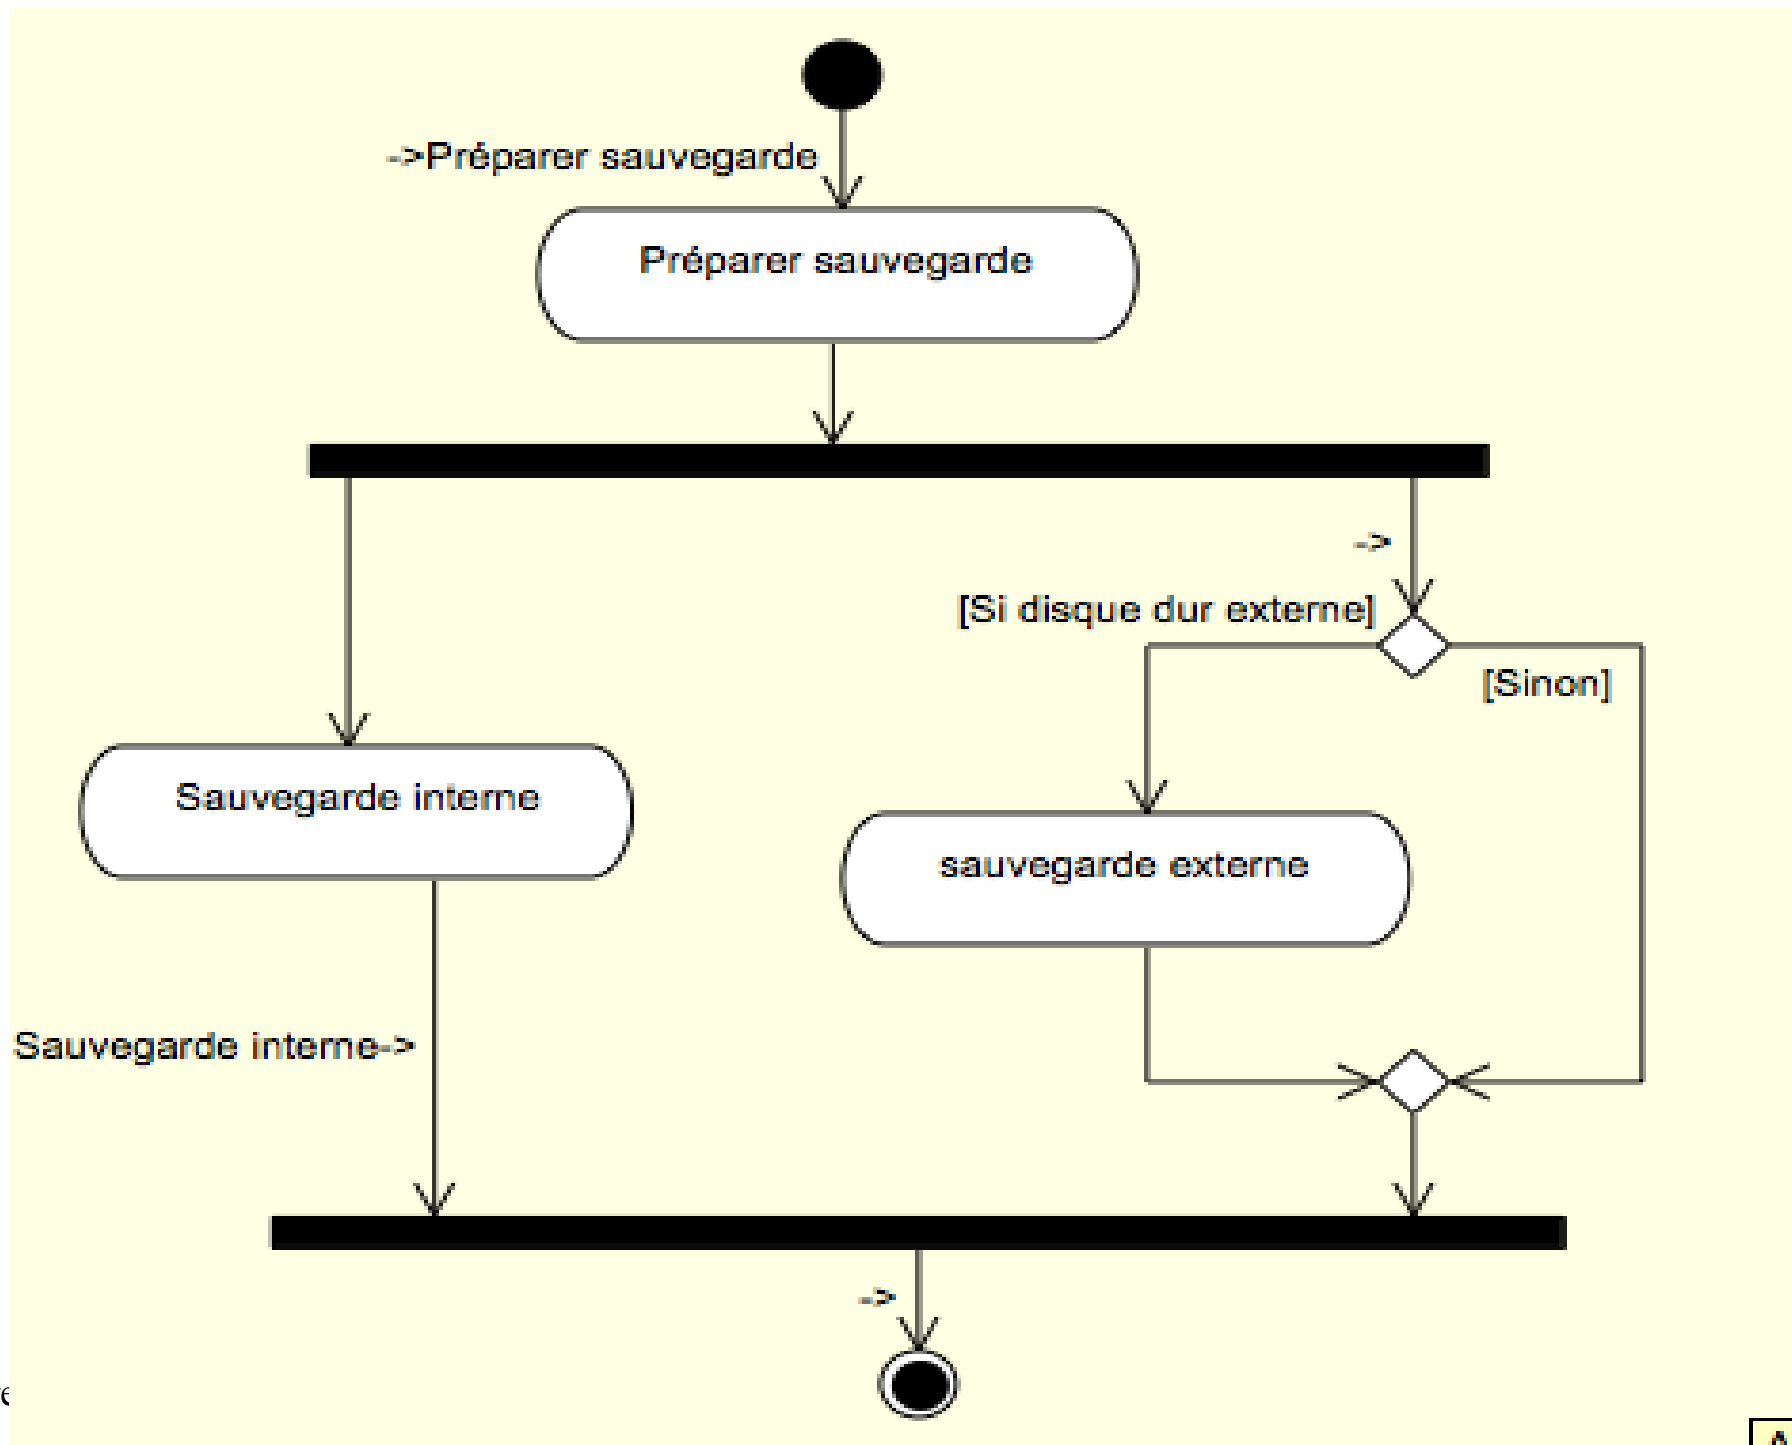 ->Préparer sauvegarde
Préparer sauvegarde
->
[Si disque dur externe]
[Sinon]
Sauvegarde interne
sauvegarde externe
Sauvegarde interne->
->